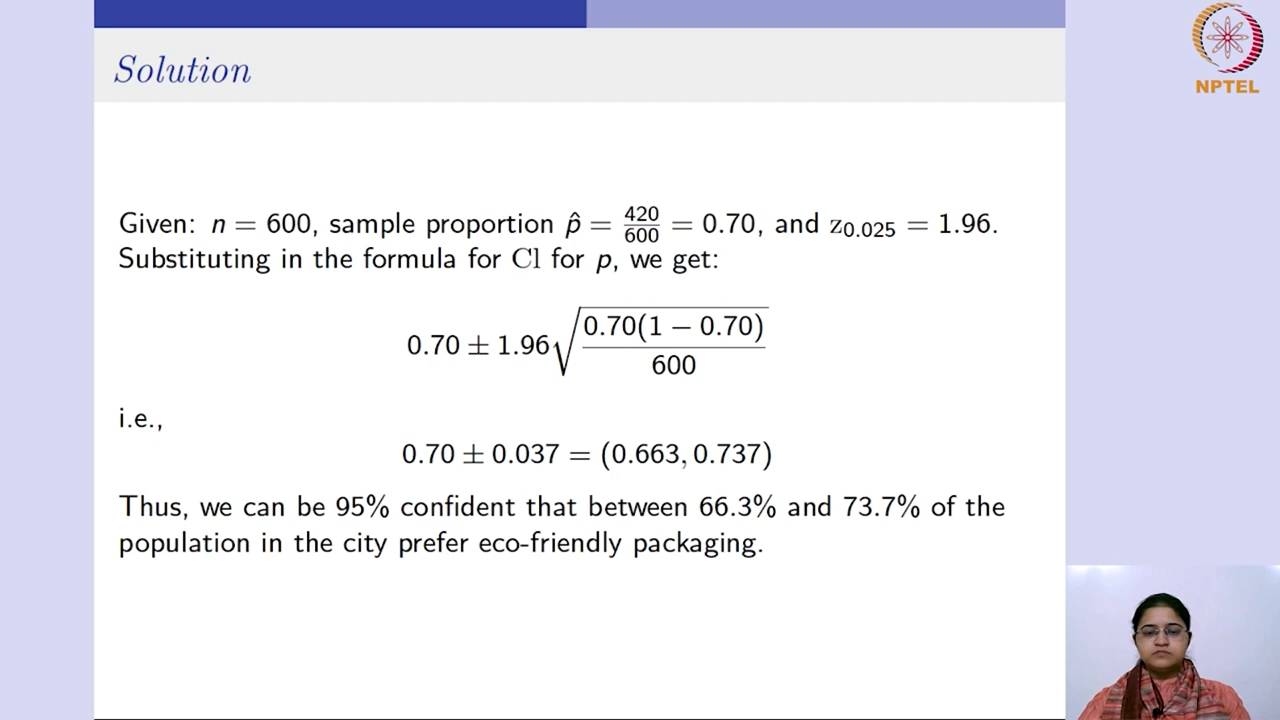 Solution
NPTEL
Given: n = 600, sample proportion p̂ = 420/600 = 0.70, and z0.025 = 1.96.
Substituting in the formula for CI for p, we get:
0.70 ± 1.96√(0.70(1 − 0.70)/600)
i.e.,
0.70 ± 0.037 = (0.663, 0.737)
Thus, we can be 95% confident that between 66.3% and 73.7% of the
population in the city prefer eco-friendly packaging.